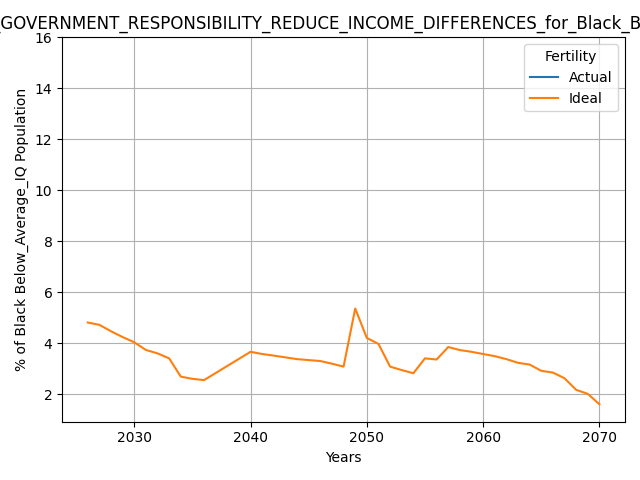 _GOVERNMENT_RESPONSIBILITY_REDUCE_INCOME_DIFFERENCES_for_Black_B
16
14
12
10
8
6
4
2
% of Black Below_Average_IQ Population
Fertility
Actual
Ideal
2030
2040
2050
2060
2070
Years